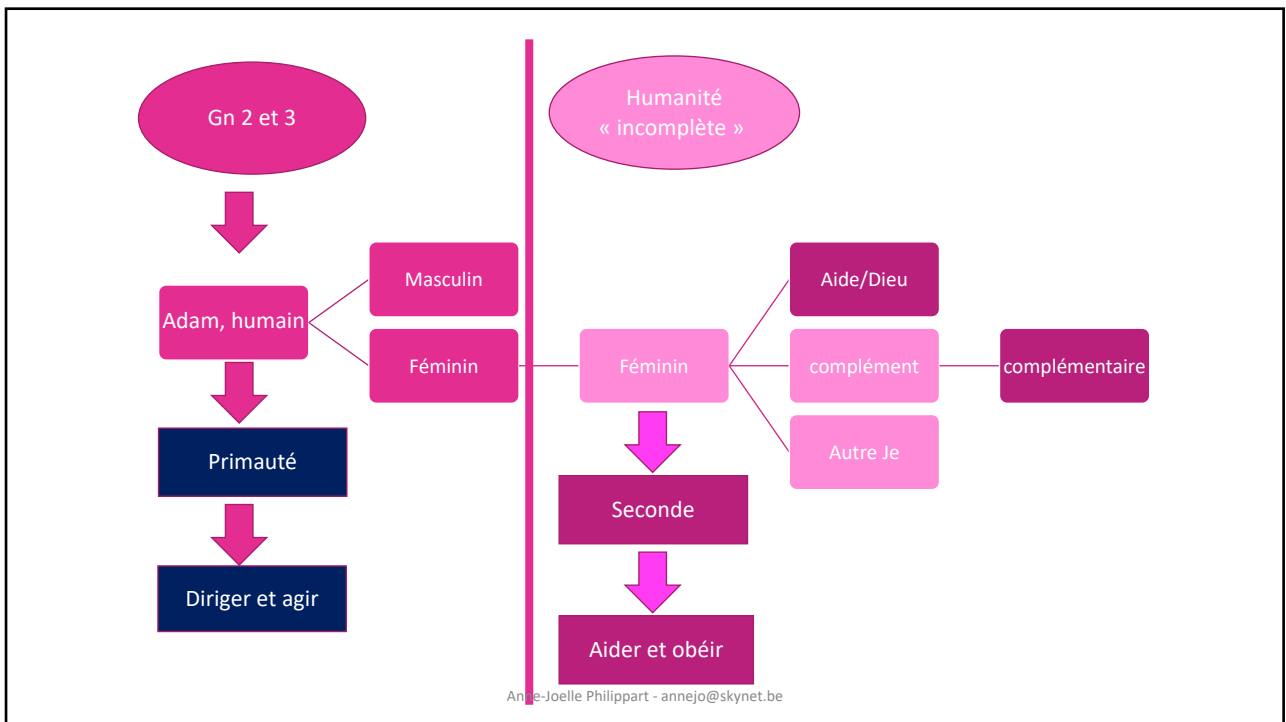 Gn 2 et 3
Humanité
« incomplète »
Adam, humain
Masculin
Féminin
Primauté
Diriger et agir
Féminin
Aide/Dieu
complément
complémentaire
Autre Je
Seconde
Aider et obéir
Anne-Joelle Philippart - annejo@skynet.be